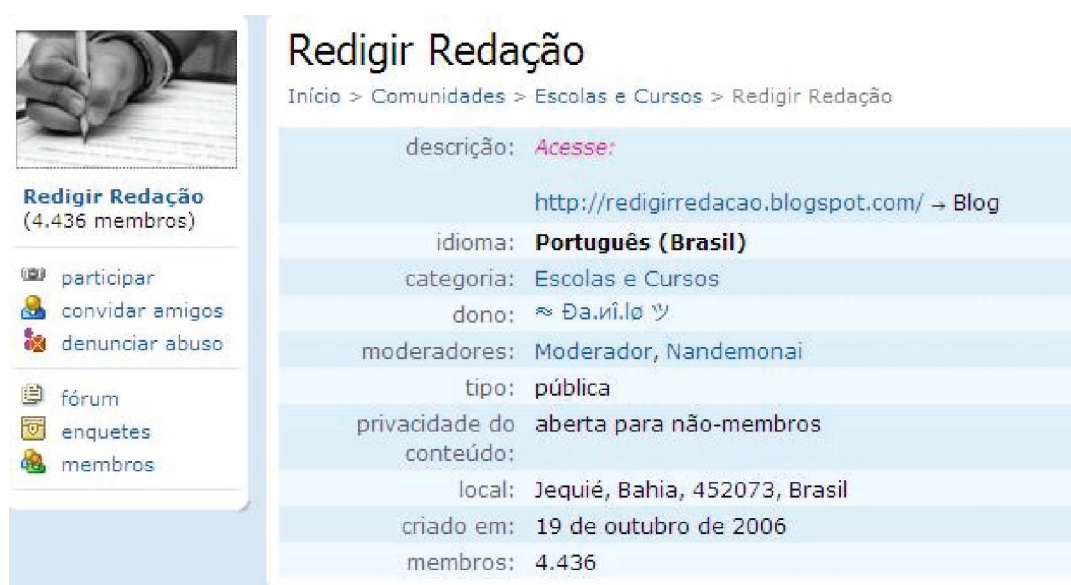 Redigir Redação
(4.436 membros)
participar
convidar amigos
denunciar abuso
fórum
enquetes
membros
Redigir Redação
Início > Comunidades > Escolas e Cursos > Redigir Redação
descrição: Acesse:
http://redigirredacao.blogspot.com/ → Blog
idioma: Português (Brasil)
categoria: Escolas e Cursos
dono: ≈ Ða.иî.lø ツ
moderadores: Moderador, Nandemonai
tipo: pública
privacidade do aberta para não-membros
conteúdo:
local: Jequié, Bahia, 452073, Brasil
criado em: 19 de outubro de 2006
membros: 4.436